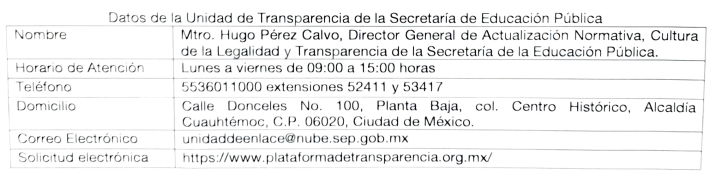 Datos de la Unidad de Transparencia de la Secretaría de Educación Pública
Nombre
Mtro. Hugo Pérez Calvo, Director General de Actualización Normativa, Cultura
de la Legalidad y Transparencia de la Secretaría de la Educación Pública.
Horario de Atención
Lunes a viernes de 09:00 a 15:00 horas
Teléfono
5536011000 extensiones 52411 y 53417
Domicilio
Calle Donceles No. 100, Planta Baja, col. Centro Histórico, Alcaldía
Cuauhtémoc, C.P. 06020, Ciudad de México.
Correo Electrónico
unidaddeenlace@nube.sep.gob.mx
Solicitud electrónica
https://www.plataformadetransparencia.org.mx/